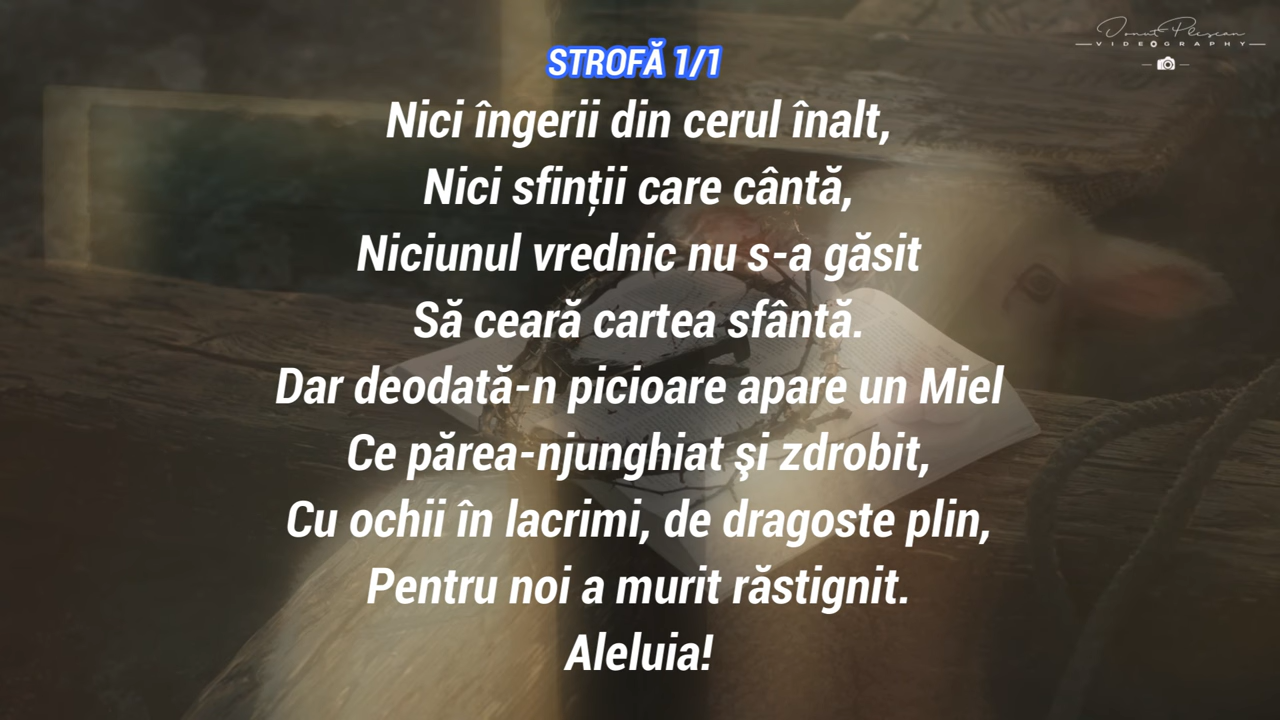 STROFĂ 1/1
Nici îngerii din cerul înalt,
Nici sfinții care cântă,
Niciunul vrednic nu s-a găsit
Să ceară cartea sfântă.
Dar deodată-n picioare apare un Miel
Ce părea-njunghiat şi zdrobit,
Cu ochii în lacrimi, de dragoste plin,
Pentru noi a murit răstignit.
Aleluia!
VIDEOGRAPHY